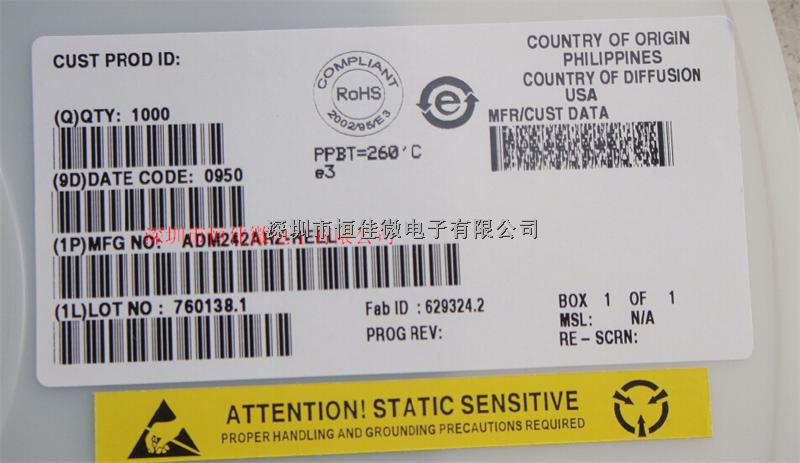 CUST PROD ID:
(Q)QTY: 1000
(9D)DATE CODE: 0950
(1P)MFG NO:
(1L)LOT NO : 760138.1
COMPLIANT
RoHS
2002/95/E3
e
PPBT=260'C
e3
COUNTRY OF ORIGIN
PHILIPPINES
COUNTRY OF DIFFUSION
USA
MFR/CUST DATA
深圳市恒佳微电子有限公司
Fab ID : 629324.2
PROG REV:
BOX 1 OF 1
MSL: N/A
RE-SCRN:
ATTENTION! STATIC SENSITIVE
PROPER HANDLING AND GROUNDING PRECAUTIONS REQUIRED